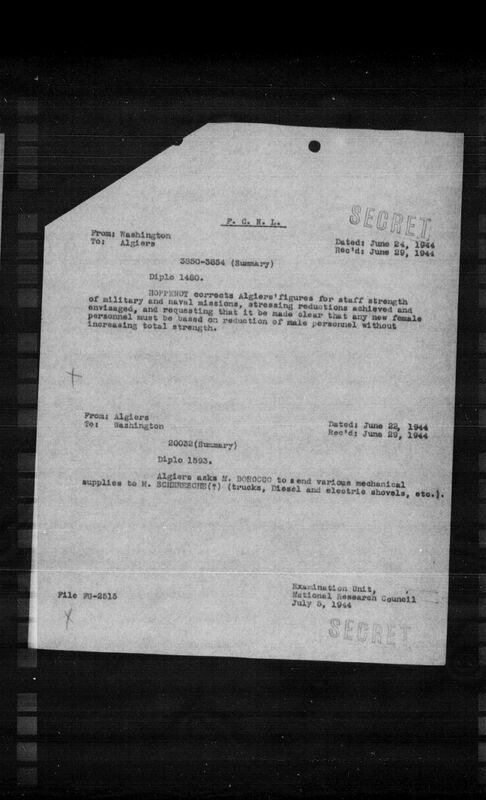 F. C. N. L.
SECRET
From: Washington
To: Algiers
Dated: June 24, 1944
Rec'd: June 29, 1944
3850-3854 (Summary)
Diplo 1480.
HOPPENOT corrects Algiers'figures for staff strength
of military and naval missions, stressing reductions achieved and
envisaged, and requesting that it be made clear that any new female
personnel must be based on reduction of male personnel without
increasing total strength.
From: Algiers
To: Washington
Dated: June 22, 1944
Rec'd: June 29, 1944
20032(Summary)
Diplo 1593.
Algiers asks M. BOROCCO to send various mechanical
supplies to M. (?) (trucks, Diesel and electric shovels, etc.).
File FU-2515
Examination Unit,
National Research Council
July 5, 1944
SECRET